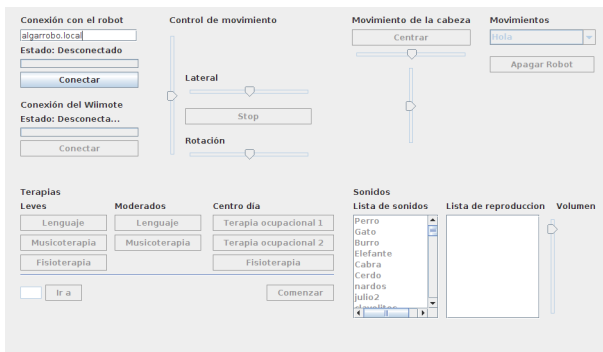 Conexión con el robot
algarrobo.local
Estado: Desconectado
Conectar
Conexión del Wiimote
Estado: Desconecta...
Conectar
Control de movimiento
Lateral
Stop
Rotación
Movimiento de la cabeza
Centrar
Movimientos
Hola
Apagar Robot
Terapias
Leves
Moderados
Centro día
Lenguaje
Lenguaje
Terapia ocupacional 1
Musicoterapia
Musicoterapia
Terapia ocupacional 2
Fisioterapia
Fisioterapia
Ir a
Comenzar
Sonidos
Lista de sonidos
Lista de reproduccion
Volumen
Perro
Gato
Burro
Elefante
Cabra
Cerdo
nardos
julio2